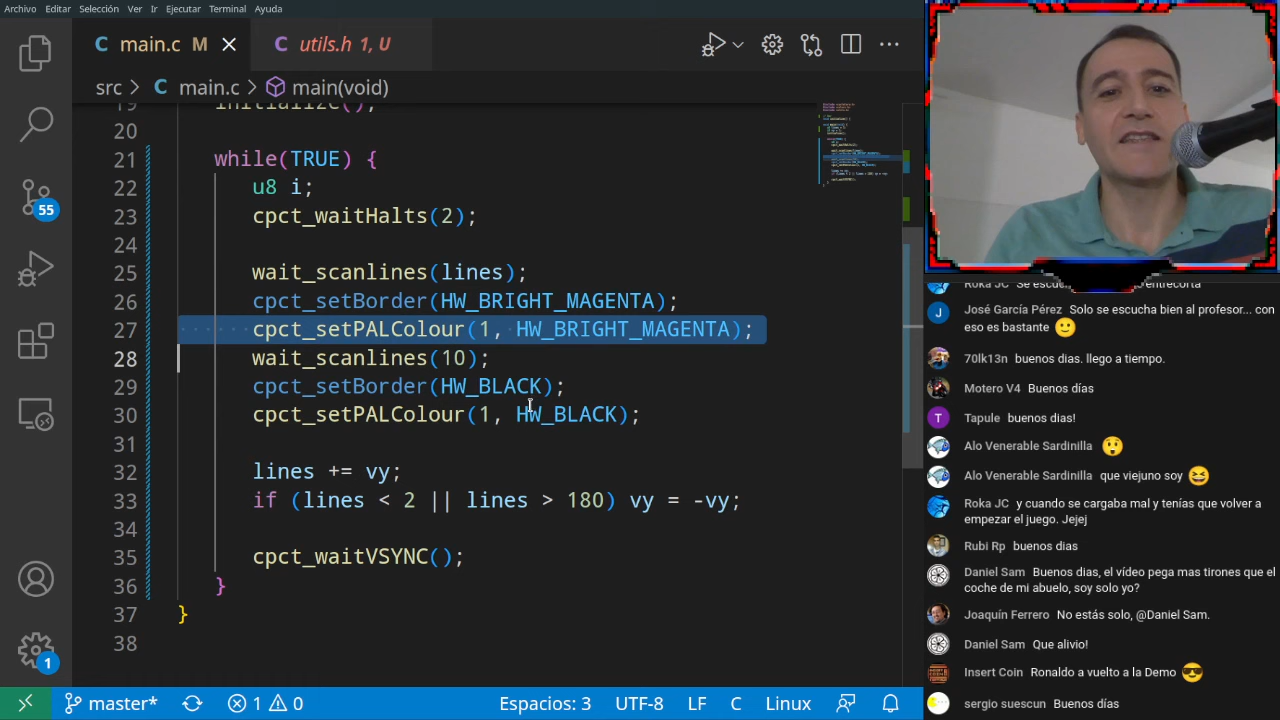 Archivo Editar Selección Ver Ir Ejecutar Terminal Ayuda
C main.c M
C utils.h 1, U
src > C main.c > main(void)
19 initialize();
20
21 while(TRUE) {
22 u8 i;
23 cpct_waitHalts(2);
24
25 wait_scanlines(lines);
26 cpct_setBorder(HW_BRIGHT_MAGENTA);
27 cpct_setPALColour(1, HW_BRIGHT_MAGENTA);
28 wait_scanlines(10);
29 cpct_setBorder(HW_BLACK);
30 cpct_setPALColour(1, HW_BLACK);
31
32 lines += vy;
33 if (lines < 2 || lines > 180) vy = -vy;
34
35 cpct_waitVSYNC();
36 }
37 }
38
55
1
master* 1 0 Espacios: 3 UTF-8 LF C Linux
Roka JC Se entrecorta
José García Pérez Solo se escucha bien al profesor... con
eso es bastante
70lk13n buenos dias. llego a tiempo.
Motero V4 Buenos días
Tapule buenos dias!
Alo Venerable Sardinilla
Alo Venerable Sardinilla que viejuno soy
Roka JC y cuando se cargaba mal y tenías que volver a
empezar el juego. Jejej
Rubi Rp buenos dias
Daniel Sam Buenos dias, el vídeo pega mas tirones que el
coche de mi abuelo, soy solo yo?
Joaquín Ferrero No estás solo, @Daniel Sam.
Daniel Sam Que alivio!
Insert Coin Ronaldo a vuelto a la Demo
sergio suescun Buenos días